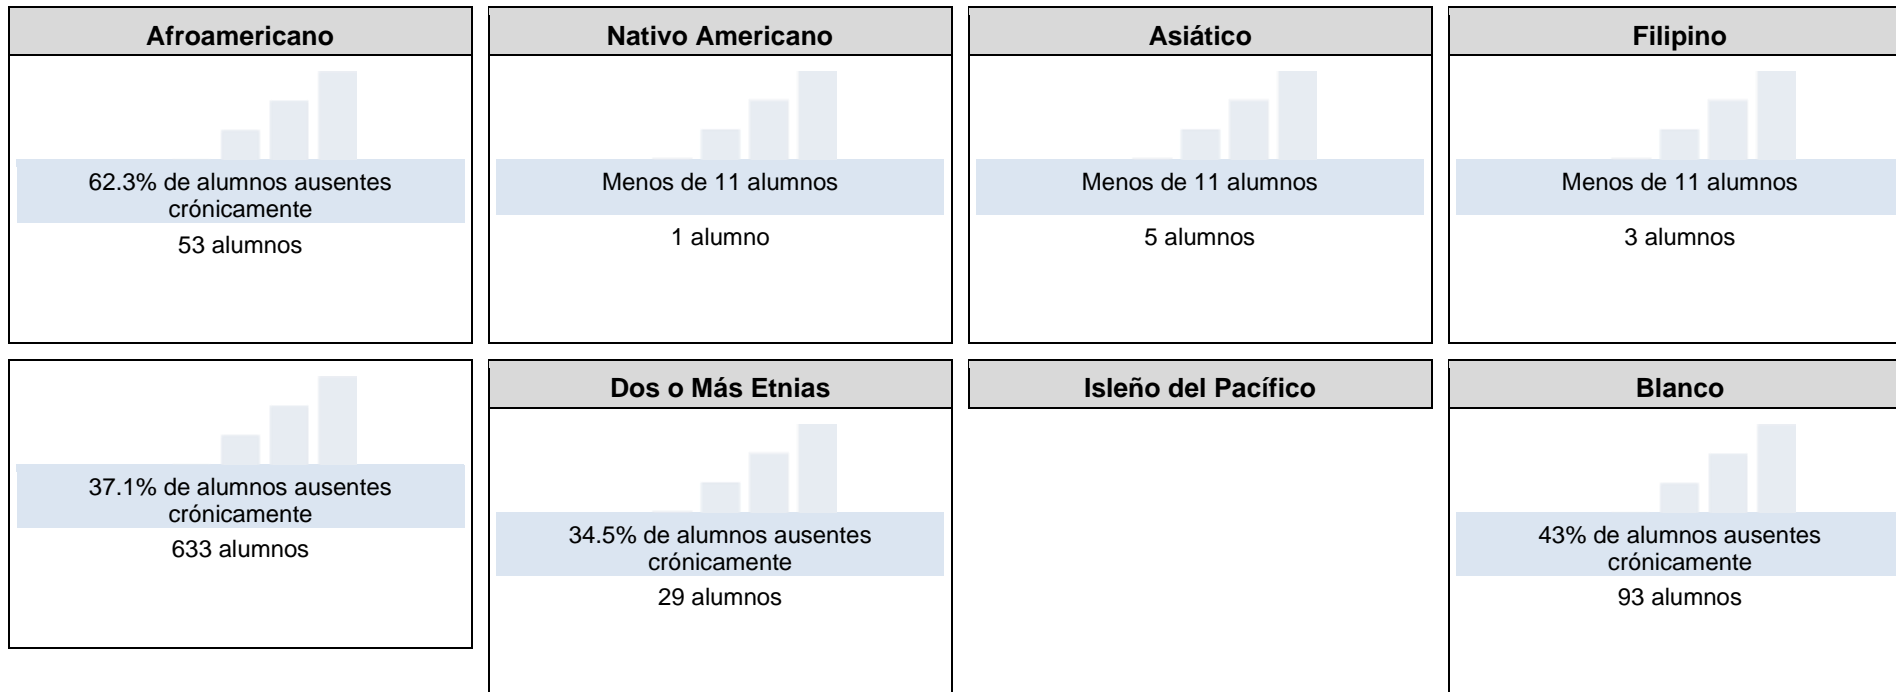 Afroamericano
62.3% de alumnos ausentes
crónicamente
53 alumnos
Nativo Americano
Menos de 11 alumnos
1 alumno
Asiático
Menos de 11 alumnos
5 alumnos
Filipino
Menos de 11 alumnos
3 alumnos
37.1% de alumnos ausentes
crónicamente
633 alumnos
Dos o Más Etnias
34.5% de alumnos ausentes
crónicamente
29 alumnos
Isleño del Pacífico
Blanco
43% de alumnos ausentes
crónicamente
93 alumnos